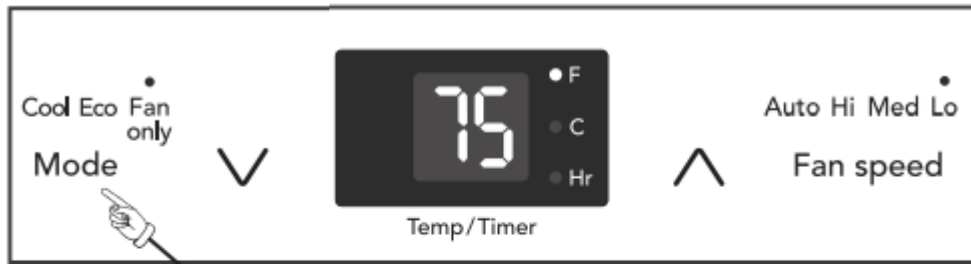 F
Cool Eco Fan only
75
C
Auto Hi Med Lo
Mode
Hr
Fan speed
Temp/Timer